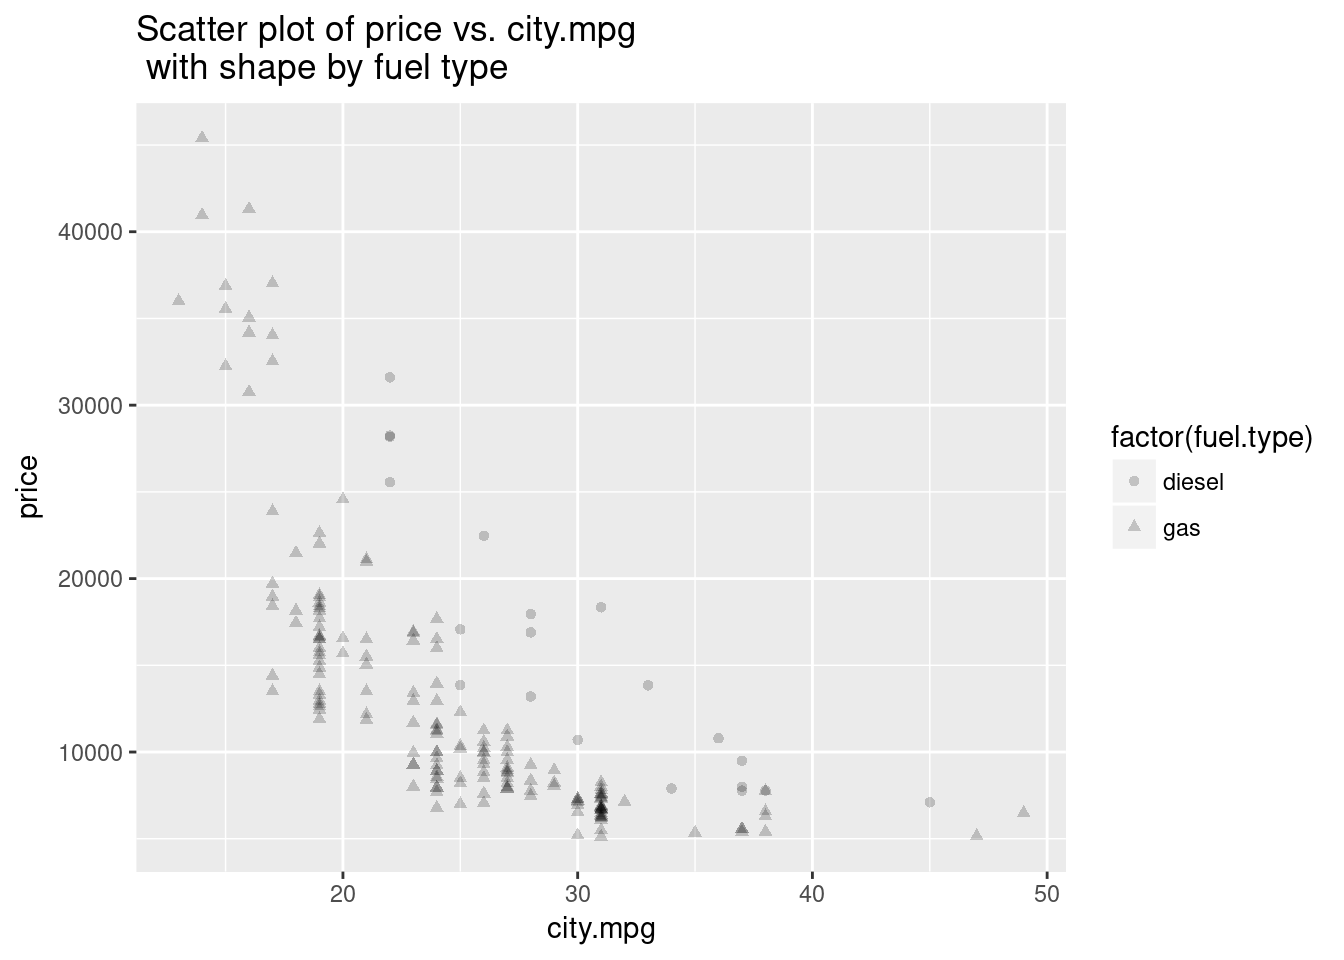 Scatter plot of price vs. city.mpg
with shape by fuel type
40000
30000
20000
10000
price
20
30
40
50
city.mpg
factor(fuel.type)
diesel
gas